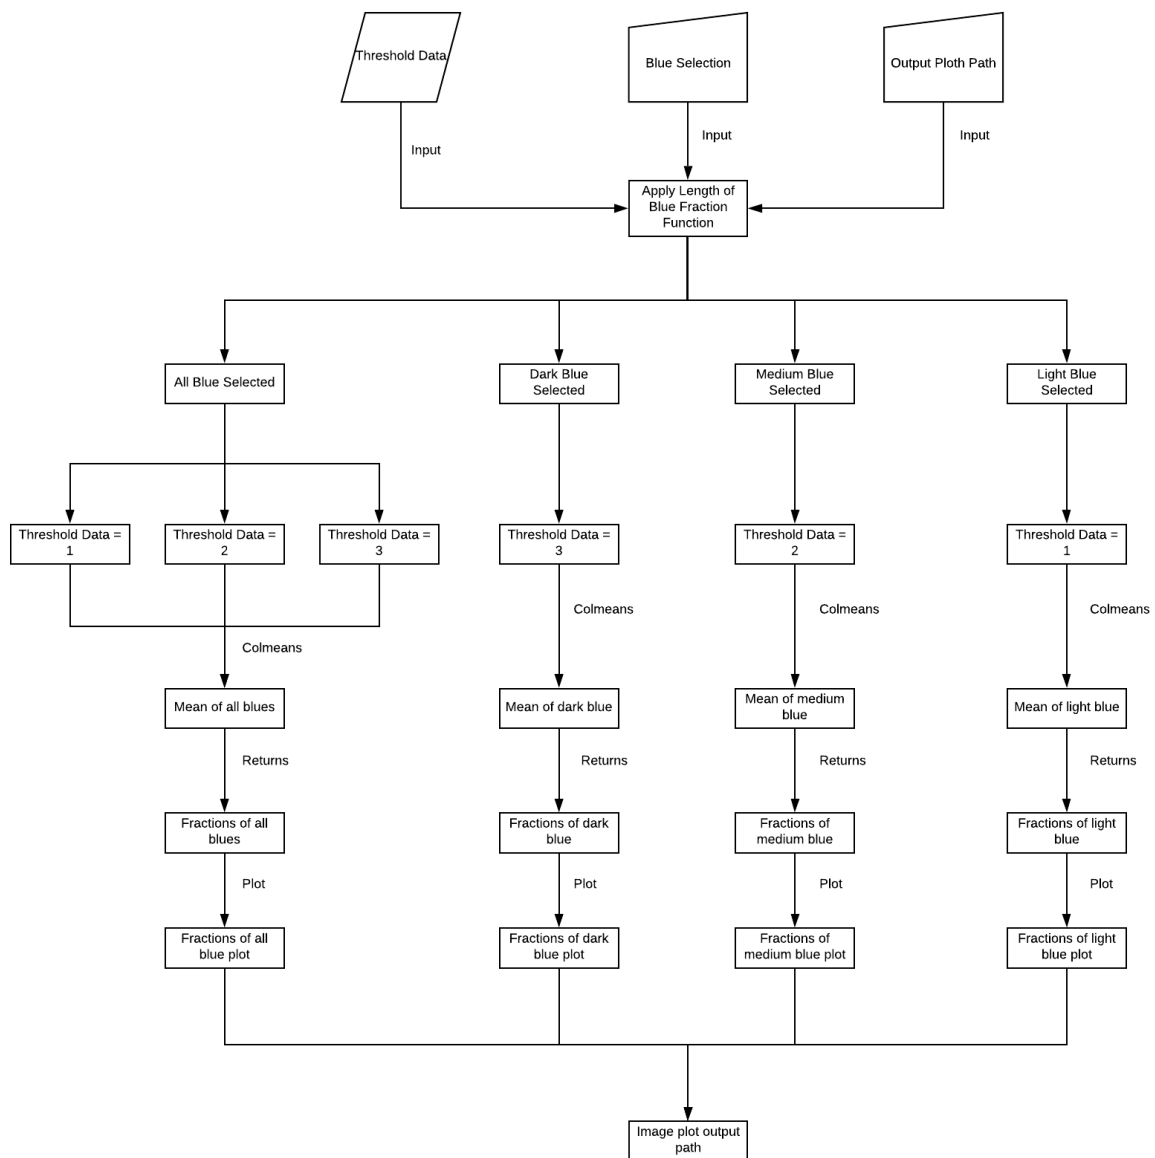 Threshold Data
Blue Selection
Output Ploth Path
Input
Input
Input
Apply Length of
Blue Fraction
Function
All Blue Selected
Dark Blue
Selected
Medium Blue
Selected
Light Blue
Selected
Threshold Data =
1
Threshold Data =
2
Threshold Data =
3
Threshold Data =
3
Threshold Data =
2
Threshold Data =
1
Colmeans
Colmeans
Colmeans
Colmeans
Mean of all blues
Mean of dark blue
Mean of medium
blue
Mean of light blue
Returns
Returns
Returns
Returns
Fractions of all
blues
Fractions of dark
blue
Fractions of
medium blue
Fractions of light
blue
Plot
Plot
Plot
Plot
Fractions of all
blue plot
Fractions of dark
blue plot
Fractions of
medium blue plot
Fractions of light
blue plot
Image plot output
path